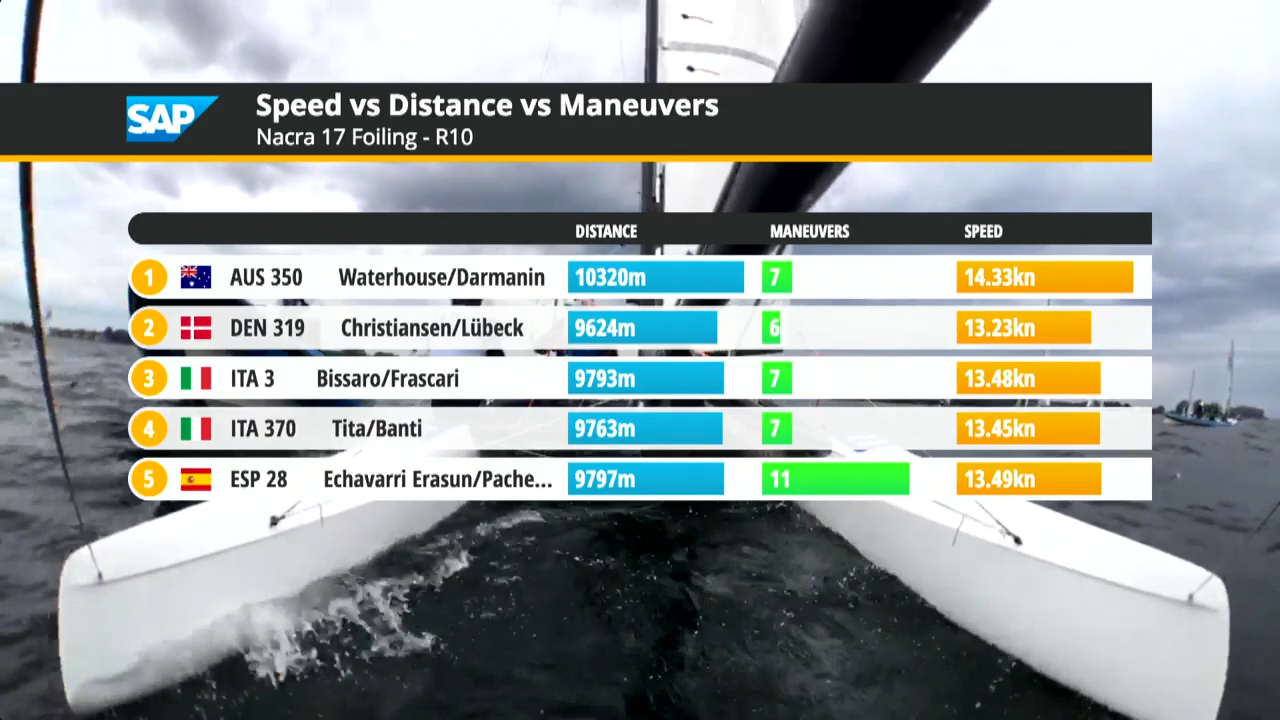 SAP
Speed vs Distance vs Maneuvers
Nacra 17 Foiling - R10
DISTANCE MANEUVERS SPEED
1 AUS 350 Waterhouse/Darmanin 10320m 7 14.33kn
2 DEN 319 Christiansen/Lübeck 9624m 6 13.23kn
3 ITA 3 Bissaro/Frascari 9793m 7 13.48kn
4 ITA 370 Tita/Banti 9763m 7 13.45kn
5 ESP 28 Echavarri Erasun/Pache... 9797m 11 13.49kn